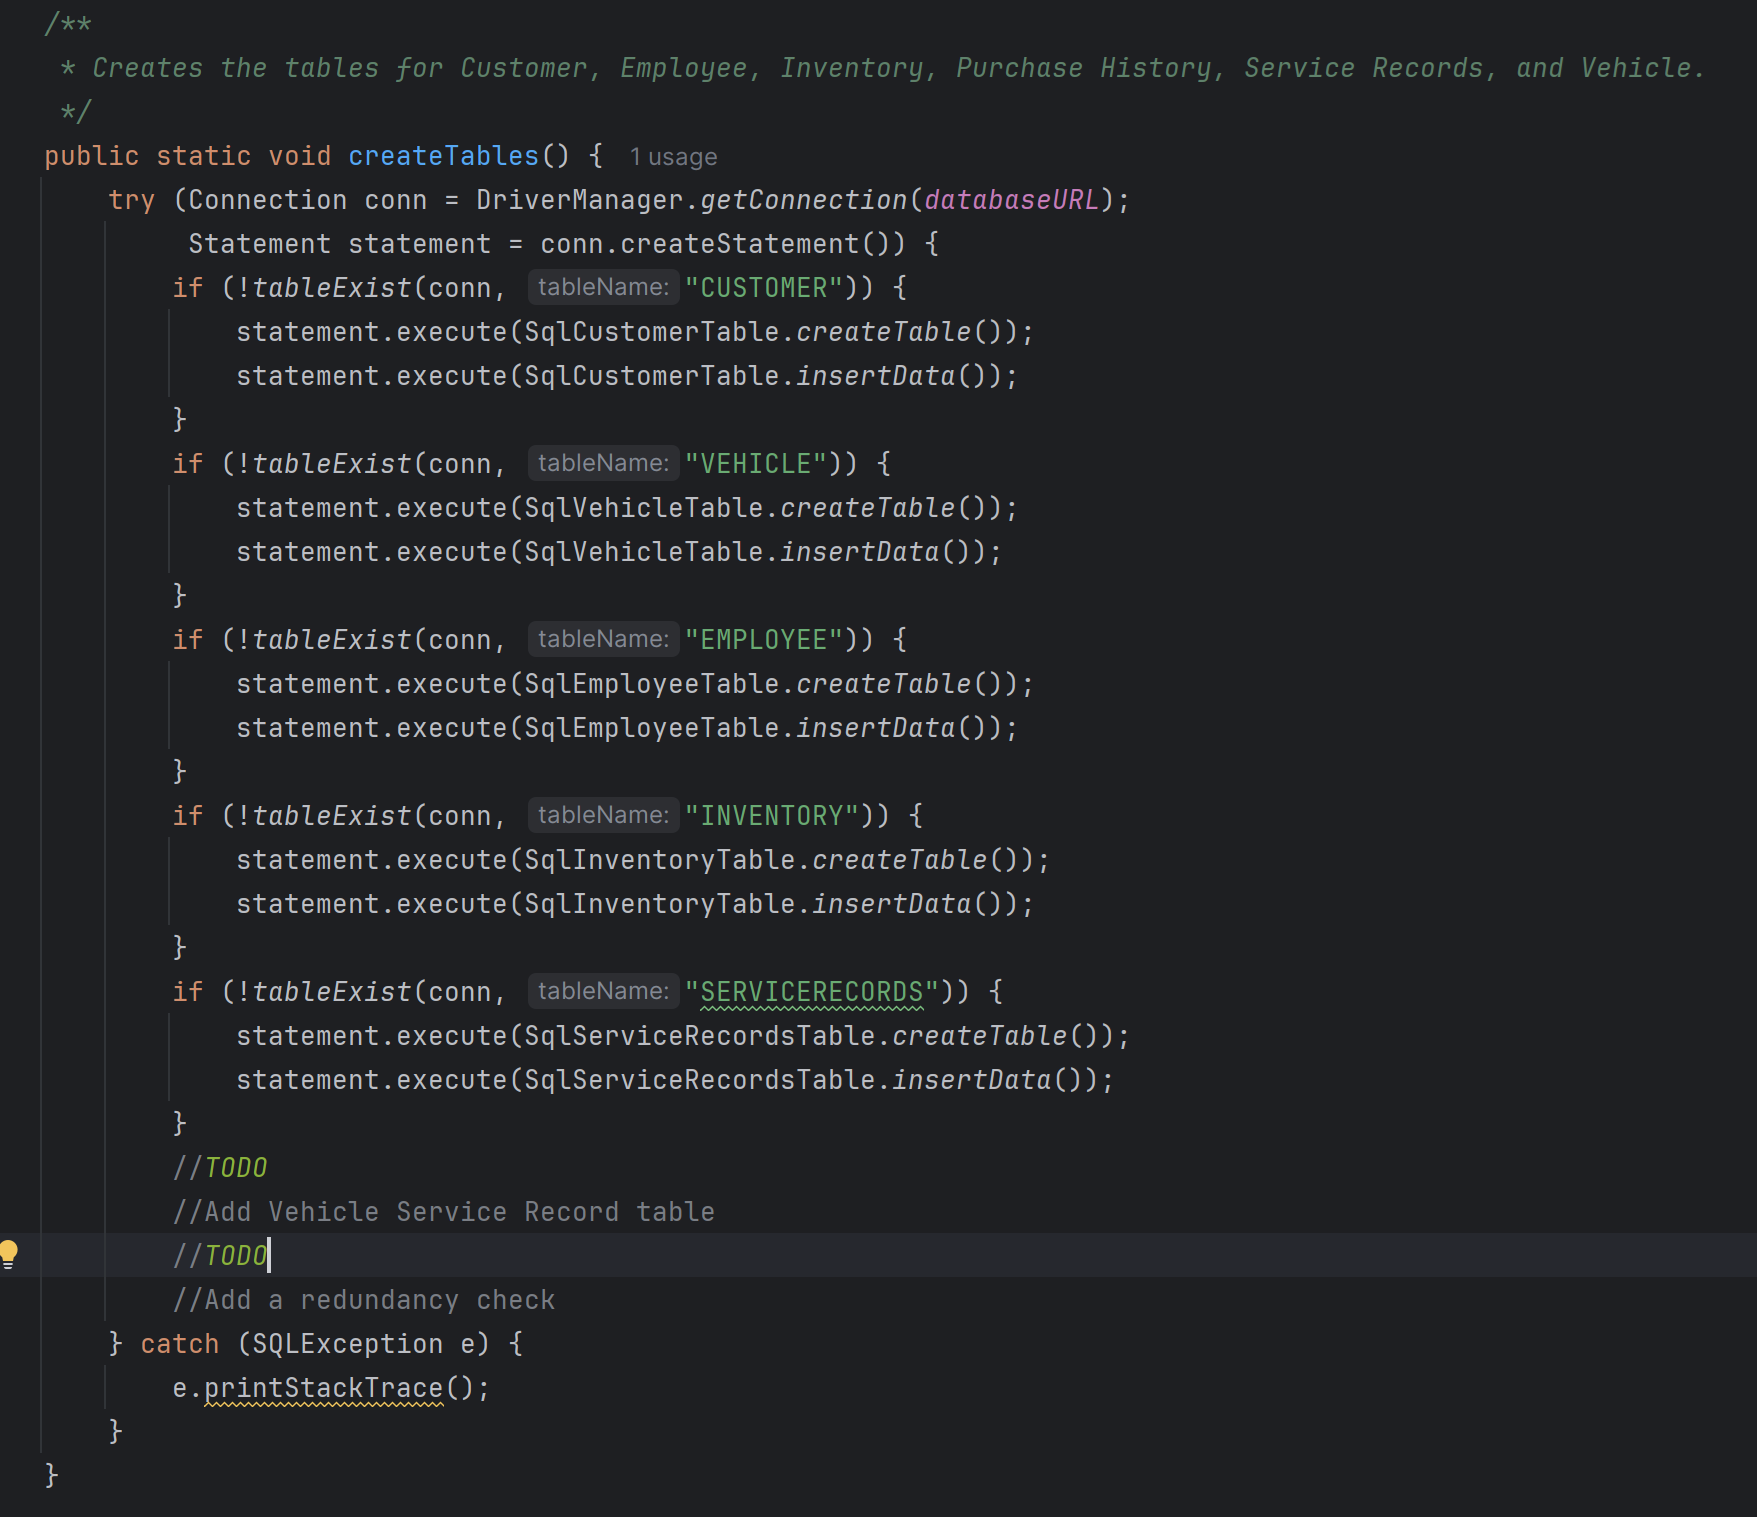 /**
 * Creates the tables for Customer, Employee, Inventory, Purchase History, Service Records, and Vehicle.
 */
public static void createTables() { 1 usage
    try (Connection conn = DriverManager.getConnection(databaseURL);
         Statement statement = conn.createStatement()) {
        if (!tableExist(conn, tableName: "CUSTOMER")) {
            statement.execute(SqlCustomerTable.createTable());
            statement.execute(SqlCustomerTable.insertData());
        }
        if (!tableExist(conn, tableName: "VEHICLE")) {
            statement.execute(SqlVehicleTable.createTable());
            statement.execute(SqlVehicleTable.insertData());
        }
        if (!tableExist(conn, tableName: "EMPLOYEE")) {
            statement.execute(SqlEmployeeTable.createTable());
            statement.execute(SqlEmployeeTable.insertData());
        }
        if (!tableExist(conn, tableName: "INVENTORY")) {
            statement.execute(SqlInventoryTable.createTable());
            statement.execute(SqlInventoryTable.insertData());
        }
        if (!tableExist(conn, tableName: "SERVICERECORDS")) {
            statement.execute(SqlServiceRecordsTable.createTable());
            statement.execute(SqlServiceRecordsTable.insertData());
        }
        //TODO
        //Add Vehicle Service Record table
        //TODO
        //Add a redundancy check
    } catch (SQLException e) {
        e.printStackTrace();
    }
}